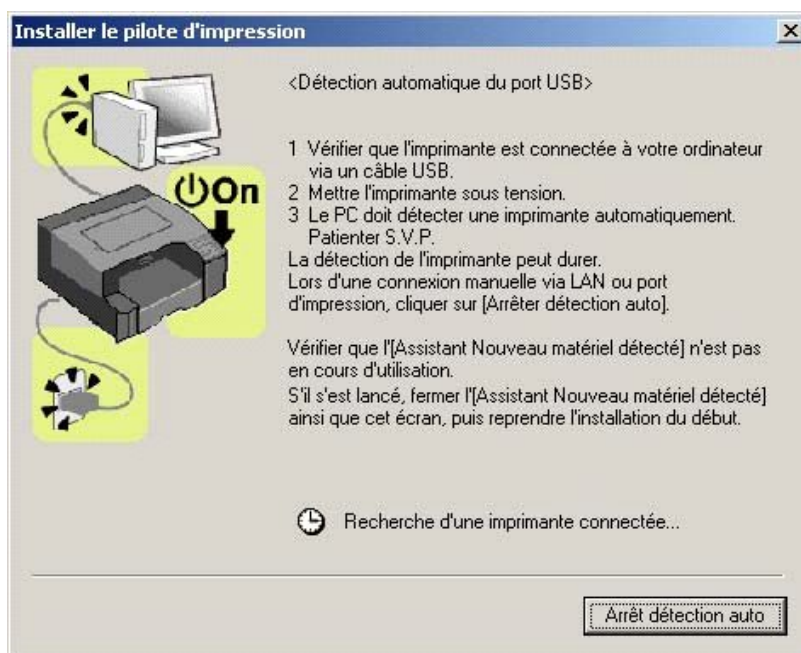 Installer le pilote d'impression
<Détection automatique du port USB>
1 Vérifier que l'imprimante est connectée à votre ordinateur
via un câble USB.
On
2 Mettre l'imprimante sous tension.
3 Le PC doit détecter une imprimante automatiquement.
Patienter S.V.P.
La détection de l'imprimante peut durer.
Lors d'une connexion manuelle via LAN ou port
d'impression, cliquer sur [Arrêter détection auto].
Vérifier que l'[Assistant Nouveau matériel détecté] n'est pas
en cours d'utilisation.
S'il s'est lancé, fermer l'[Assistant Nouveau matériel détecté]
ainsi que cet écran, puis reprendre l'installation du début.
Recherche d'une imprimante connectée...
Arrêt détection auto